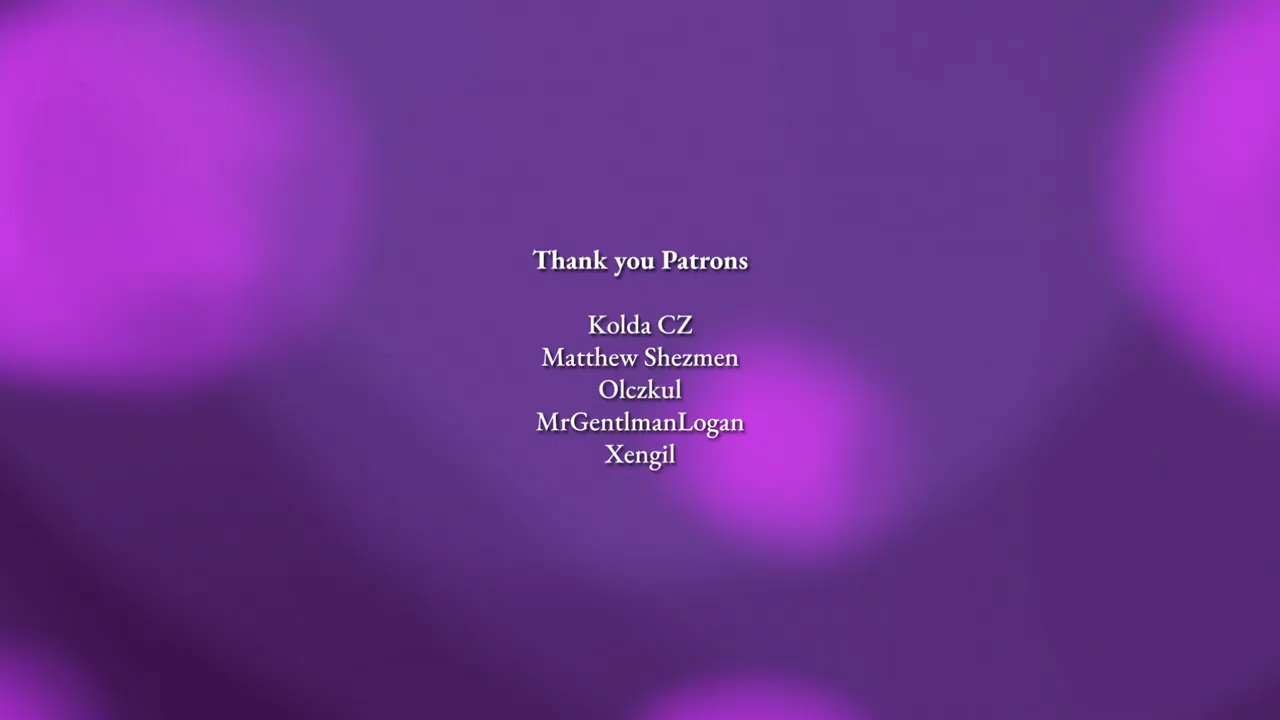 Thank you Patrons
Kolda CZ
Matthew Shezmen
Olczkul
MrGentlmanLogan
Xengil